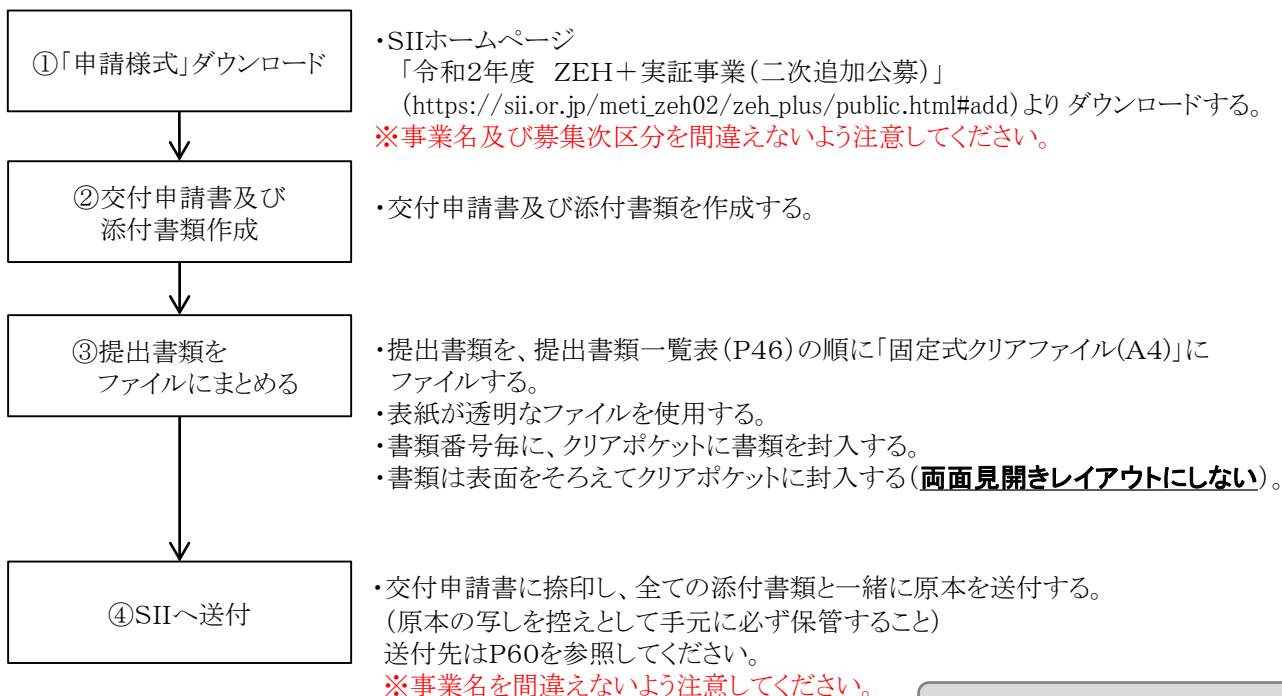 ①「申請様式」ダウンロード
・SIIホームページ
「令和2年度 ZEH+実証事業(二次追加公募)」
(https://sii.or.jp/meti_zeh02/zeh_plus/public.html#add)より ダウンロードする。
※事業名及び募集次区分を間違えないよう注意してください。
②交付申請書及び
添付書類作成
・交付申請書及び添付書類を作成する。
③提出書類を
ファイルにまとめる
・提出書類を、提出書類一覧表(P46)の順に「固定式クリアファイル(A4)」に
ファイルする。
・表紙が透明なファイルを使用する。
・書類番号毎に、クリアポケットに書類を封入する。
・書類は表面をそろえてクリアポケットに封入する(両面見開きレイアウトにしない)。
④SIIへ送付
・交付申請書に捺印し、全ての添付書類と一緒に原本を送付する。
(原本の写しを控えとして手元に必ず保管すること)
送付先はP60を参照してください。
※事業名を間違えないよう注意してください。